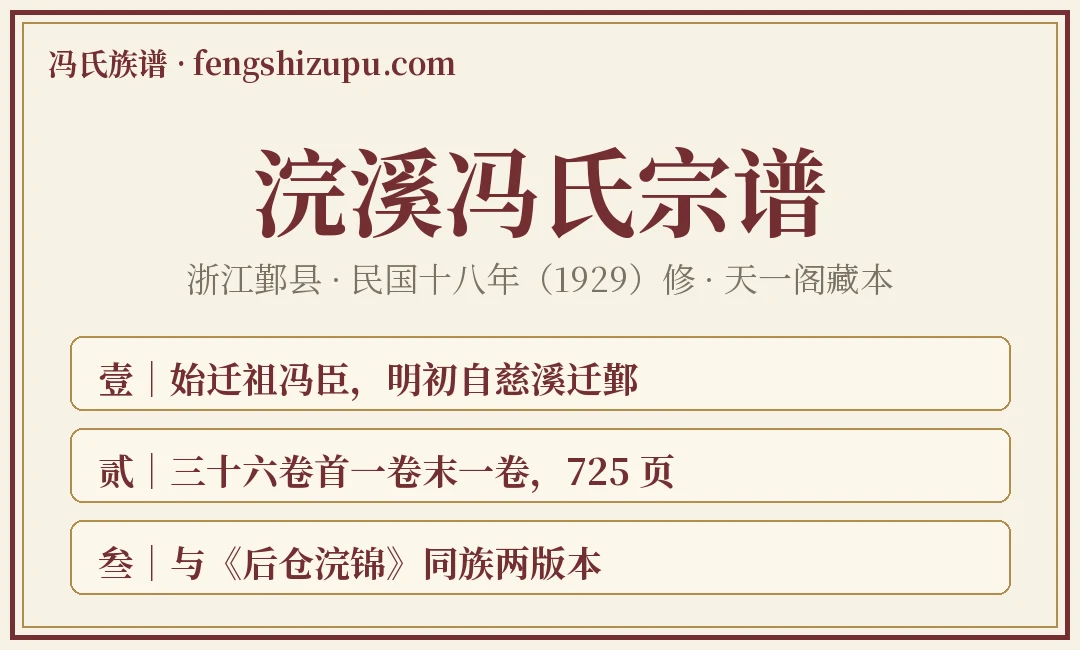 冯氏族谱 · fengshizupu.com
浣溪冯氏宗谱
浙江鄞县 · 民国十八年（1929）修 · 天一阁藏本
壹｜始迁祖冯臣，明初自慈溪迁鄞
贰｜三十六卷首一卷末一卷，725 页
叁｜与《后仓浣锦》同族两版本